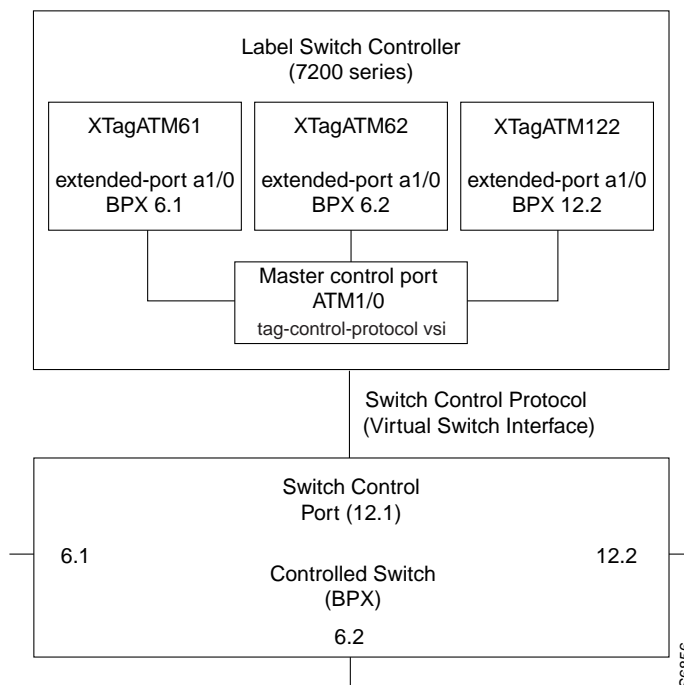 Label Switch Controller
(7200 series)
XTagATM61
extended-port a1/0
BPX 6.1
XTagATM62
extended-port a1/0
BPX 6.2
XTagATM122
extended-port a1/0
BPX 12.2
Master control port
ATM1/0
tag-control-protocol vsi
Switch Control Protocol
(Virtual Switch Interface)
Switch Control
Port (12.1)
6.1
12.2
Controlled Switch
(BPX)
6.2